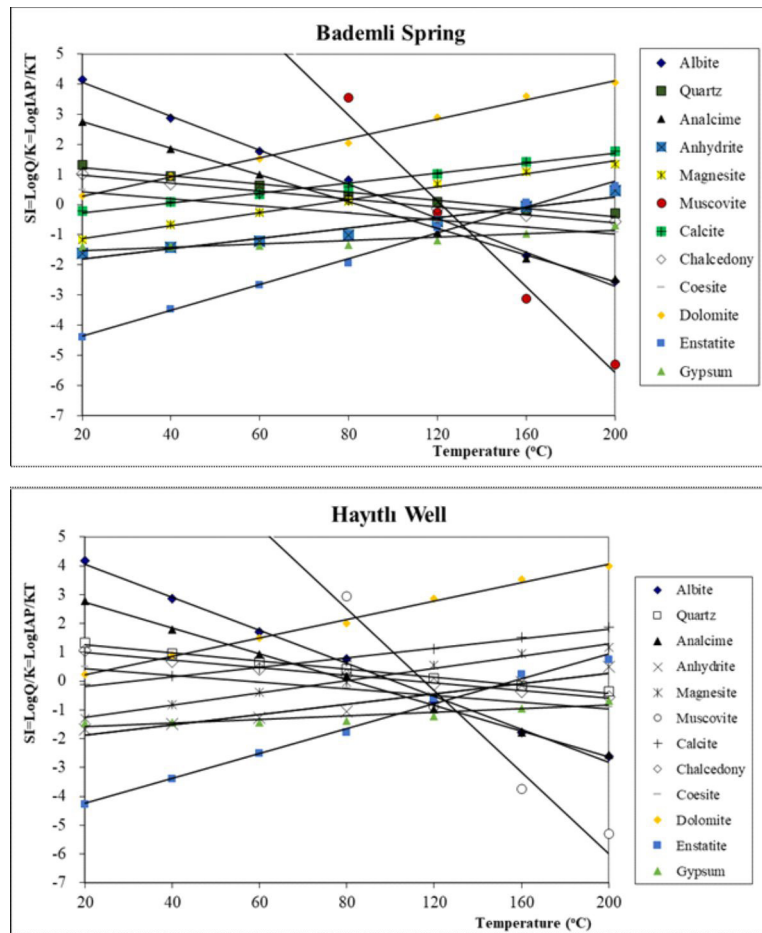 Bademli Spring
SI=LogQ/K=LogIAP/KT
5
4
3
2
1
0
-1
-2
-3
-4
-5
-6
-7
20 40 60 80 120 160 200
Temperature (°C)
Albite
Quartz
Analcime
Anhydrite
Magnesite
Muscovite
Calcite
Chalcedony
Coesite
Dolomite
Enstatite
Gypsum
Hayıtlı Well
SI=LogQ/K=LogIAP/KT
5
4
3
2
1
0
-1
-2
-3
-4
-5
-6
-7
20 40 60 80 120 160 200
Temperature (°C)
Albite
Quartz
Analcime
Anhydrite
Magnesite
Muscovite
Calcite
Chalcedony
Coesite
Dolomite
Enstatite
Gypsum